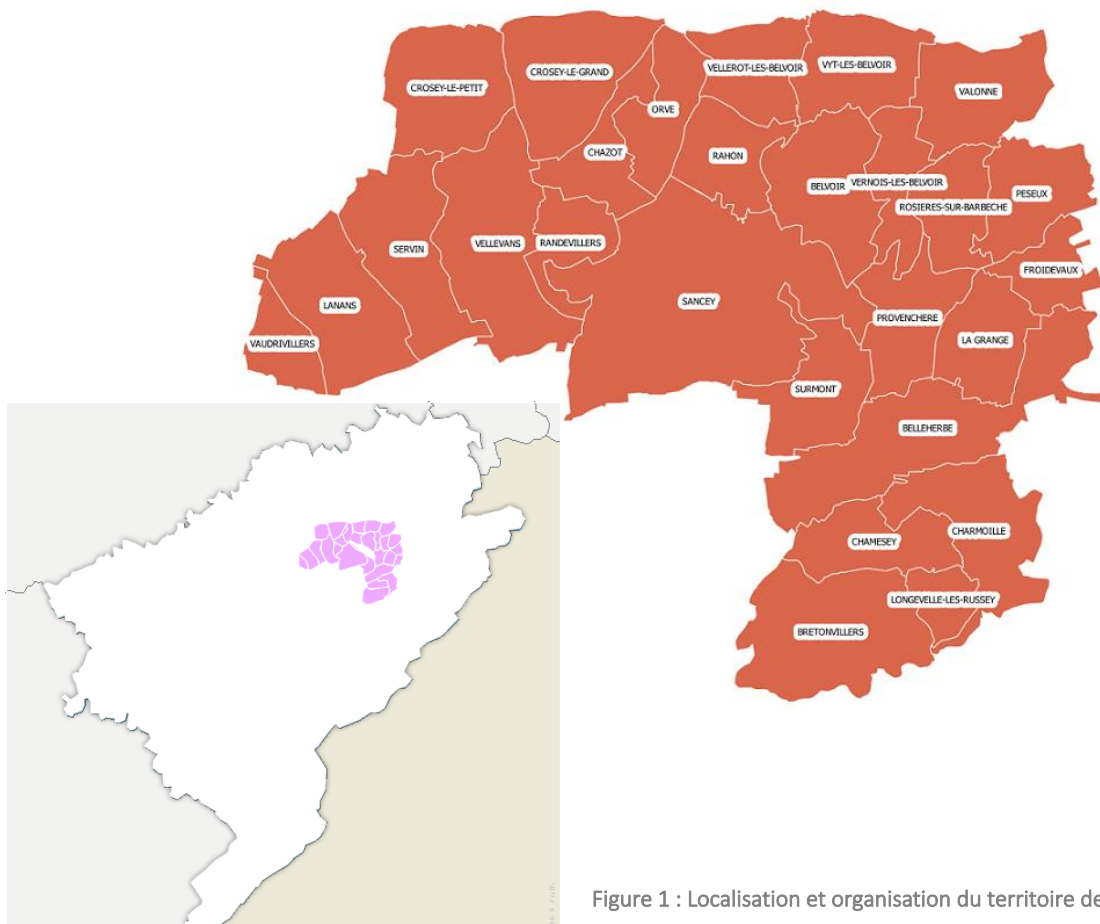 CROSEY-LE-PETIT
CROSEY-LE-GRAND
VELLEROT-LES-BELVOIR
VYT-LES-BELVOIR
VALONNE
ORVE
CHAZOT
RAHON
BELVOIR
VERNOIS-LES-BELVOIR
ROSIERES-SUR-BARBECHE
PESEUX
SERVIN
VELLEVANS
RANDEVILLERS
FROIDEVAUX
LANANS
SANCEY
PROVENCHERE
VAUDRIVILLERS
LA GRANGE
SURMONT
BELLEHERBE
CHAMESEY
CHARMOILLE
LONGEVELLE-LES-RUSSEY
BRETONVILLERS
Figure 1 : Localisation et organisation du territoire de